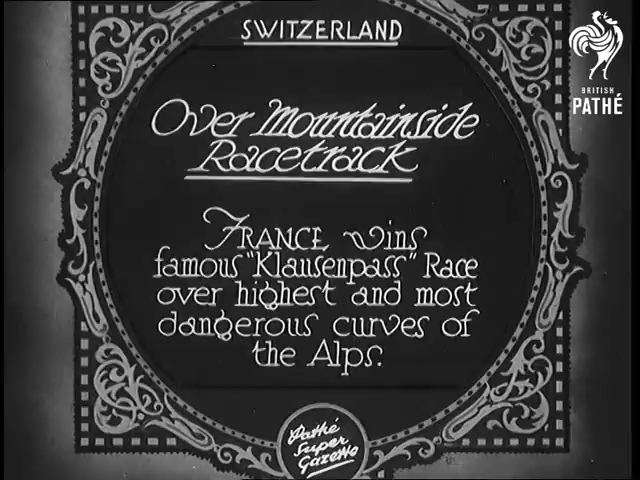 SWITZERLAND
BRITISH
PATHÉ
Over Mountainside
Racetrack
FRANCE wins
famous "Klausenpass" Race
over highest and most
dangerous curves of
the Alps.
Pathé
Super
Gazette